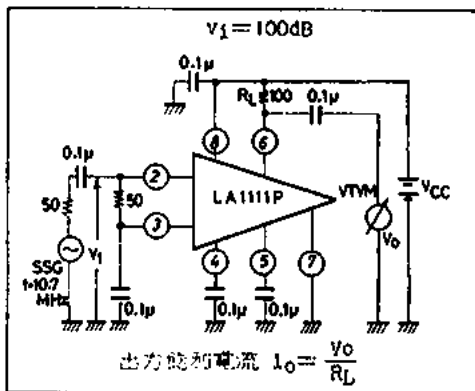 Vi=100dB
0.1μ
RL
100
0.1μ
8
6
0.1μ
2
LA1111P
VTVM
VCC
50
50
3
Vi
Vo
SSG
f=10.7
MHz
4
5
7
0.1μ
0.1μ
0.1μ
出力飽和電流 Io=Vo/RL